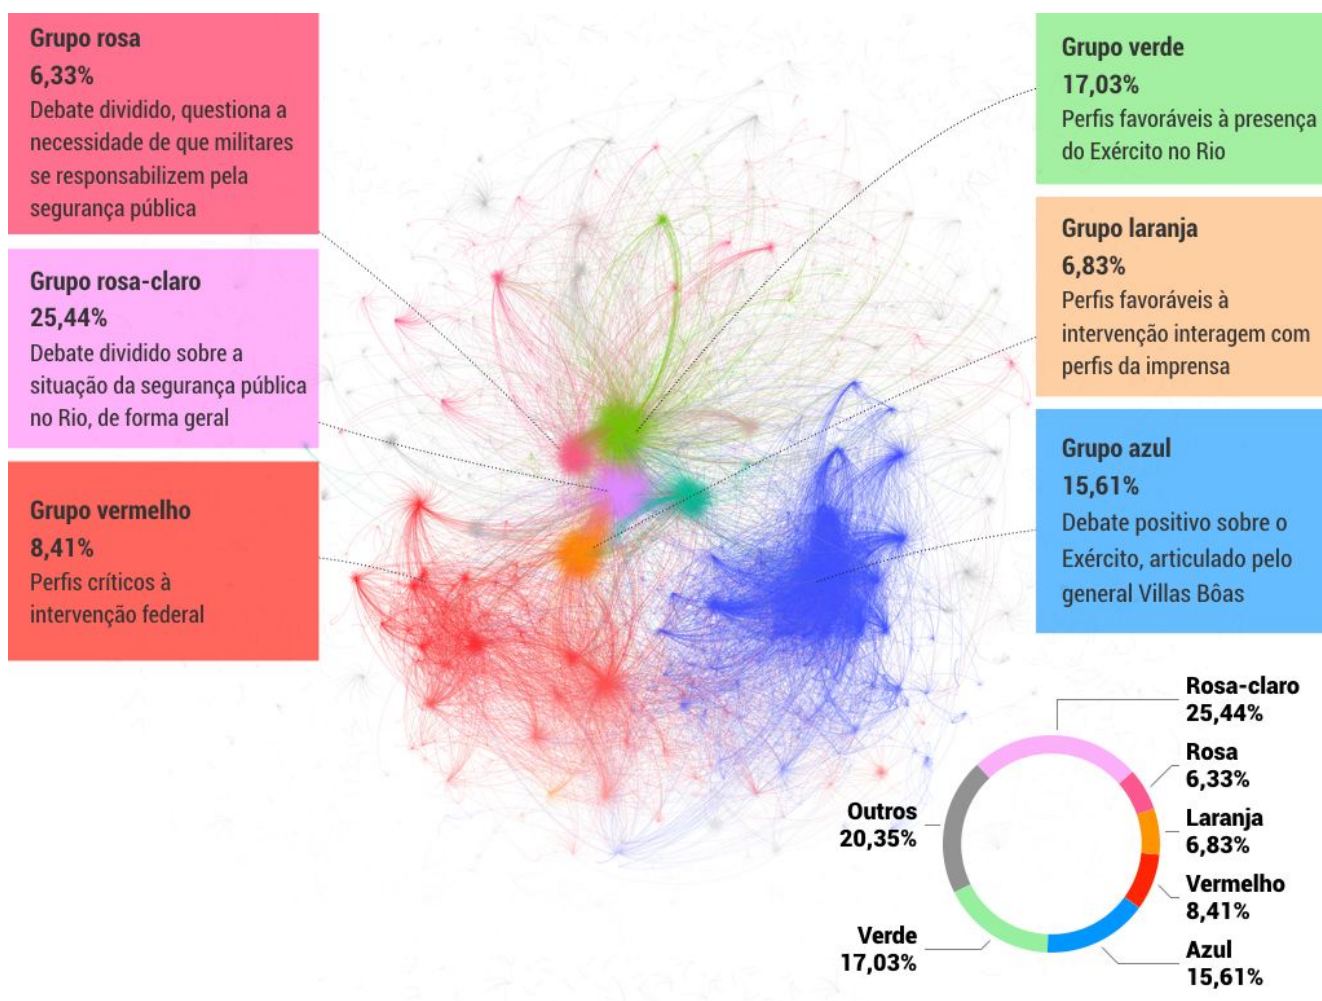 Grupo rosa
6,33%
Debate dividido, questiona a
necessidade de que militares
se responsabilizem pela
segurança pública
Grupo rosa-claro
25,44%
Debate dividido sobre a
situação da segurança pública
no Rio, de forma geral
Grupo vermelho
8,41%
Perfis críticos à
intervenção federal
Grupo verde
17,03%
Perfis favoráveis à presença
do Exército no Rio
Grupo laranja
6,83%
Perfis favoráveis à
intervenção interagem com
perfis da imprensa
Grupo azul
15,61%
Debate positivo sobre o
Exército, articulado pelo
general Villas Bôas
Rosa-claro
25,44%
Rosa
6,33%
Laranja
6,83%
Vermelho
8,41%
Azul
15,61%
Verde
17,03%
Outros
20,35%